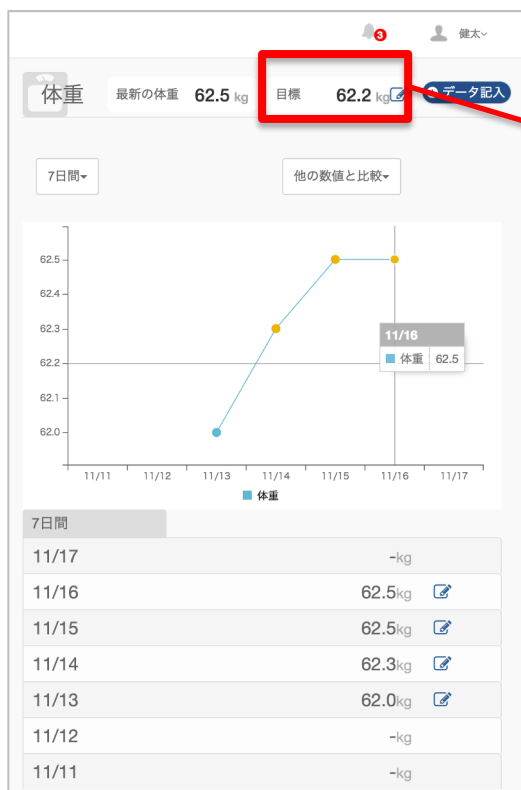 3 健太
体重 最新の体重 62.5 kg 目標 62.2 kg データ記入
7日間 他の数値と比較
62.5
62.4
62.3
62.2
62.1
62.0
11/16
体重 62.5
11/11 11/12 11/13 11/14 11/15 11/16 11/17
体重
7日間
11/17 -kg
11/16 62.5kg
11/15 62.5kg
11/14 62.3kg
11/13 62.0kg
11/12 -kg
11/11 -kg